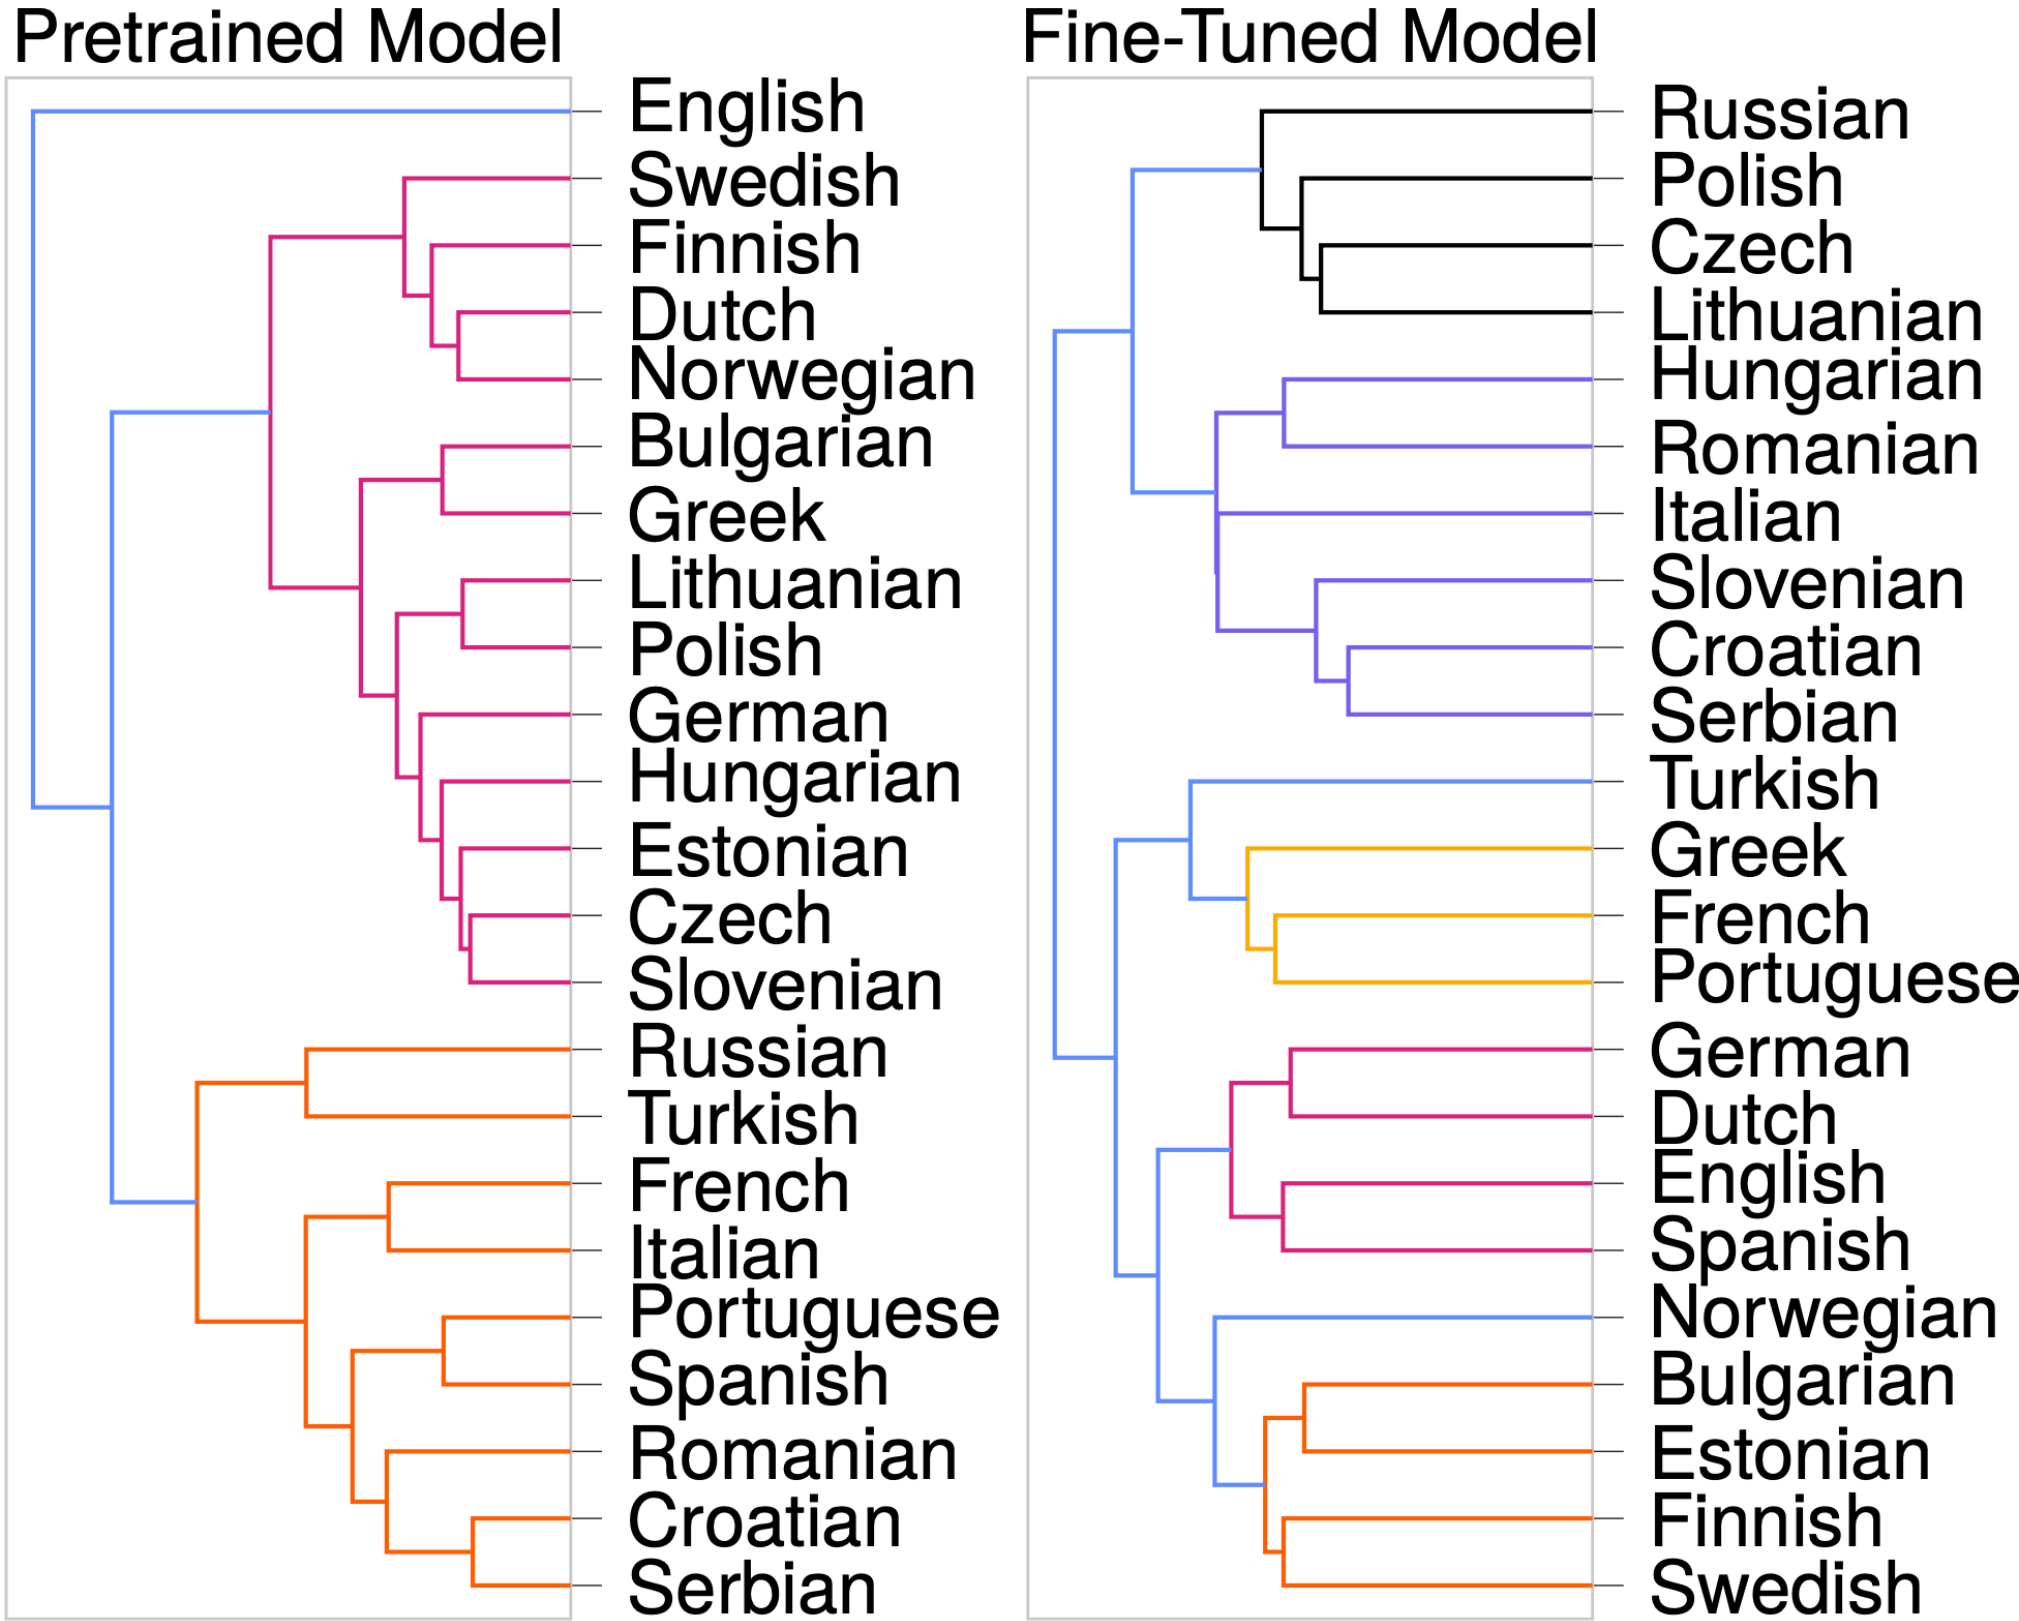 Pretrained Model
English
Swedish
Finnish
Dutch
Norwegian
Bulgarian
Greek
Lithuanian
Polish
German
Hungarian
Estonian
Czech
Slovenian
Russian
Turkish
French
Italian
Portuguese
Spanish
Romanian
Croatian
Serbian
Fine-Tuned Model
Russian
Polish
Czech
Lithuanian
Hungarian
Romanian
Italian
Slovenian
Croatian
Serbian
Turkish
Greek
French
Portuguese
German
Dutch
English
Spanish
Norwegian
Bulgarian
Estonian
Finnish
Swedish